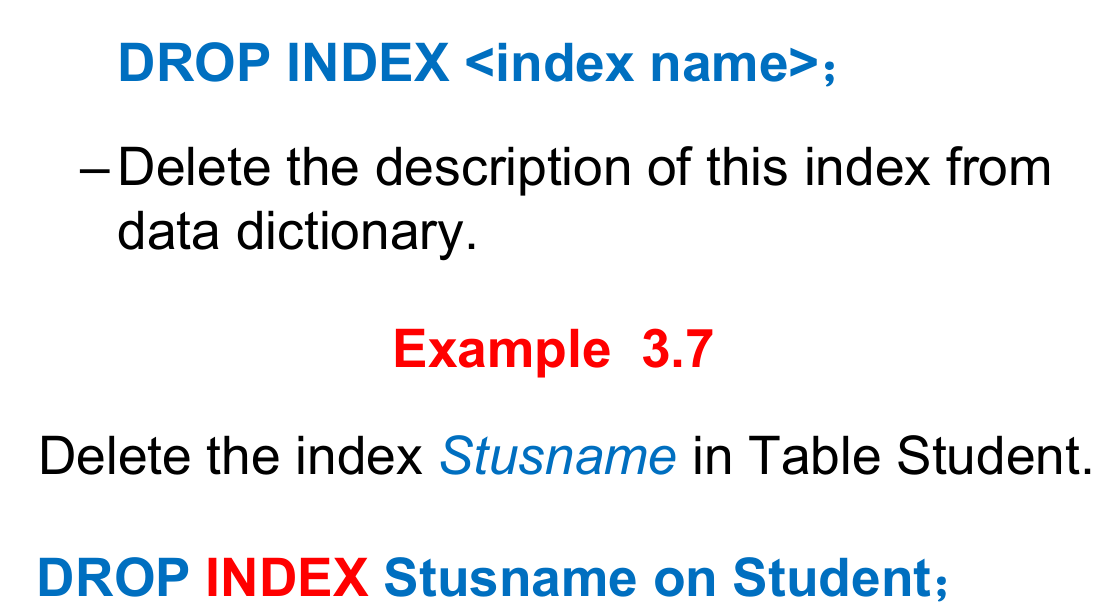 DROP INDEX <index name>；
–Delete the description of this index from
data dictionary.
Example 3.7
Delete the index Stusname in Table Student.
DROP INDEX Stusname on Student；